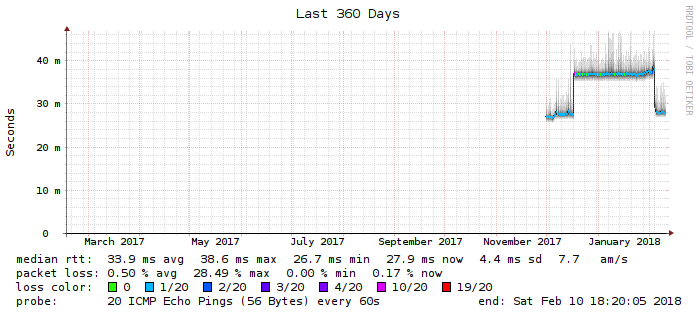 Last 360 Days
RRDTOOL / TOBI OETIKER
Seconds
40 m
30 m
20 m
10 m
0
March 2017 May 2017 July 2017 September 2017 November 2017 January 2018
median rtt: 33.9 ms avg 38.6 ms max 26.7 ms min 27.9 ms now 4.4 ms sd 7.7 am/s
packet loss: 0.50 % avg 28.49 % max 0.00 % min 0.17 % now
loss color: 0 1/20 2/20 3/20 4/20 10/20 19/20
probe: 20 ICMP Echo Pings (56 Bytes) every 60s end: Sat Feb 10 18:20:05 2018